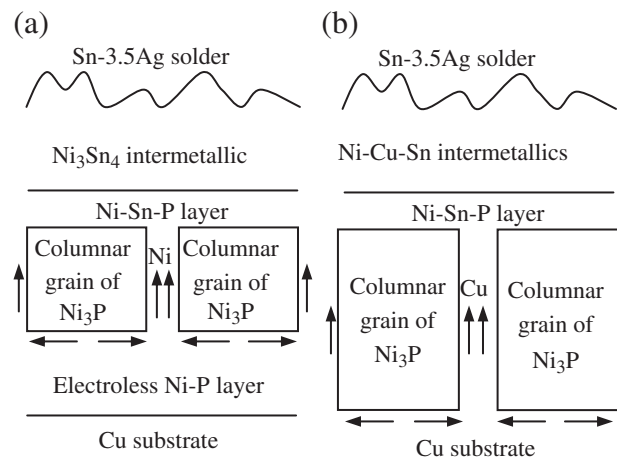 (a)
Sn-3.5Ag solder
Ni₃Sn₄ intermetallic
Ni-Sn-P layer
Columnar
grain of
Ni₃P
Ni
Columnar
grain of
Ni₃P
Electroless Ni-P layer
Cu substrate
(b)
Sn-3.5Ag solder
Ni-Cu-Sn intermetallics
Ni-Sn-P layer
Columnar
grain of
Ni₃P
Cu
Columnar
grain of
Ni₃P
Cu substrate